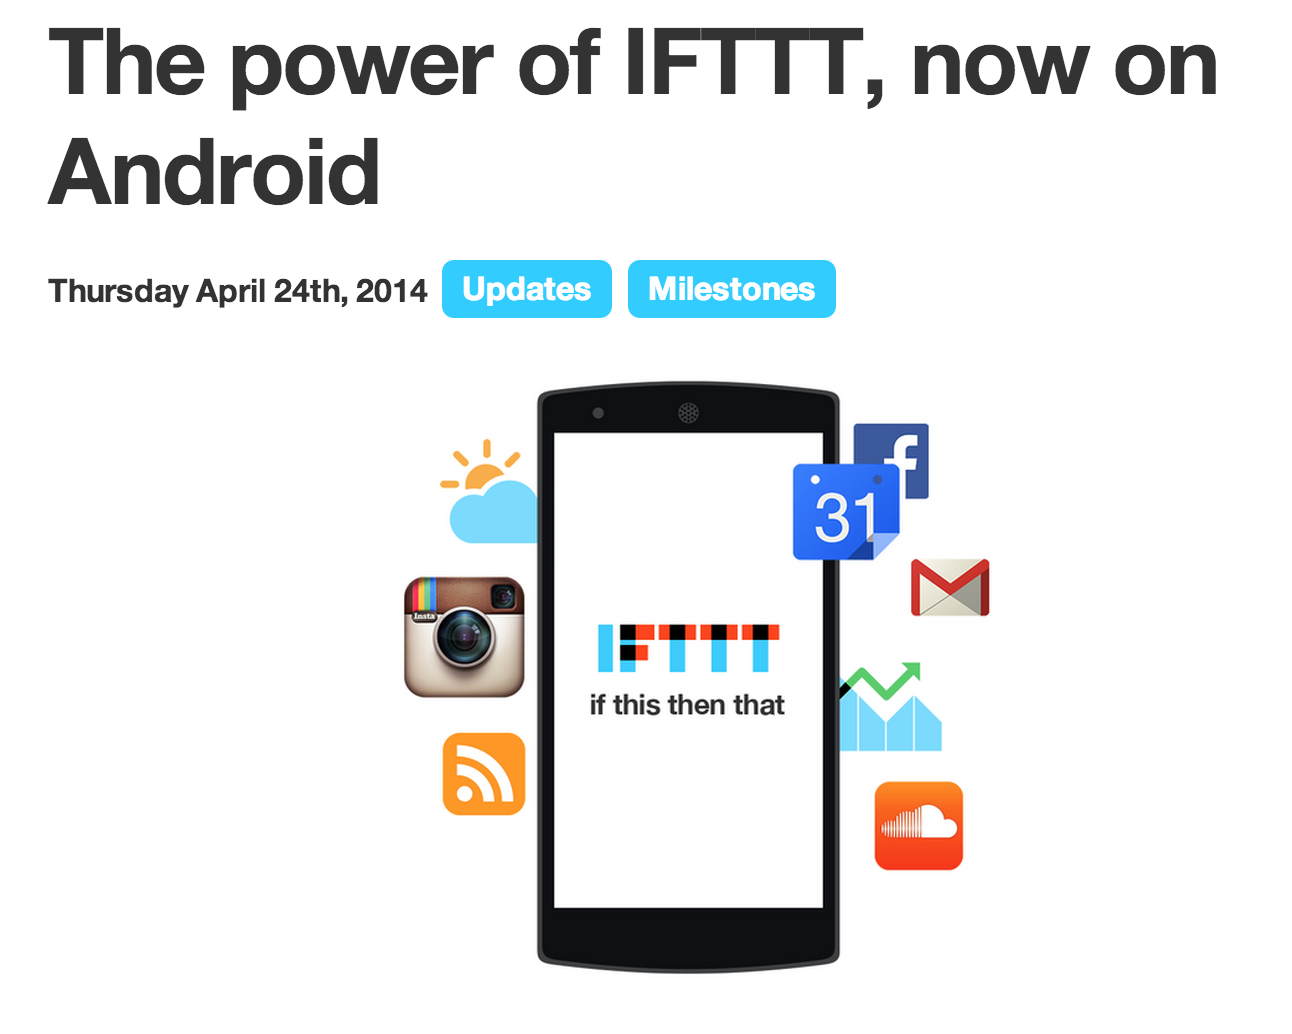 The power of IFTTT, now on
Android
Thursday April 24th, 2014 Updates Milestones
f
31
Insta
IFTTT
if this then that